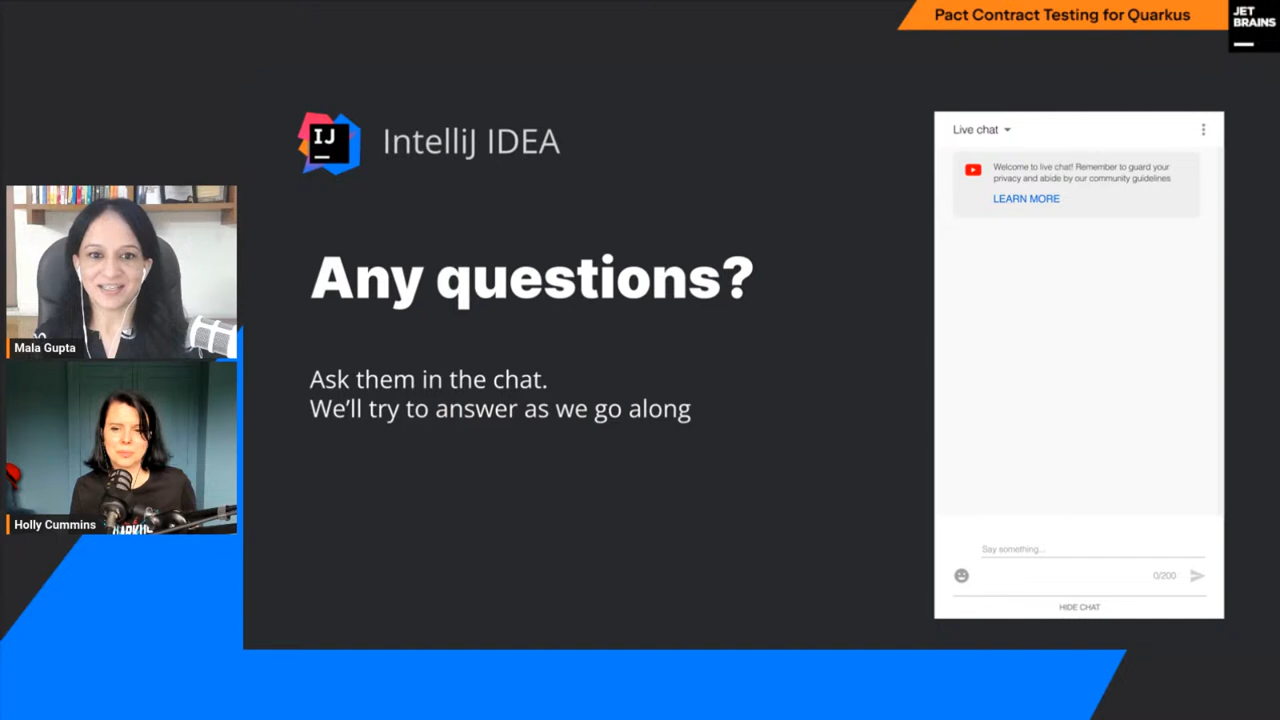 Pact Contract Testing for Quarkus
JET
BRAINS
IJ
IntelliJ IDEA
Live chat
Welcome to live chat! Remember to guard your
privacy and abide by our community guidelines
LEARN MORE
Any questions?
Ask them in the chat.
We'll try to answer as we go along
Mala Gupta
Holly Cummins
Say something...
0/200
HIDE CHAT